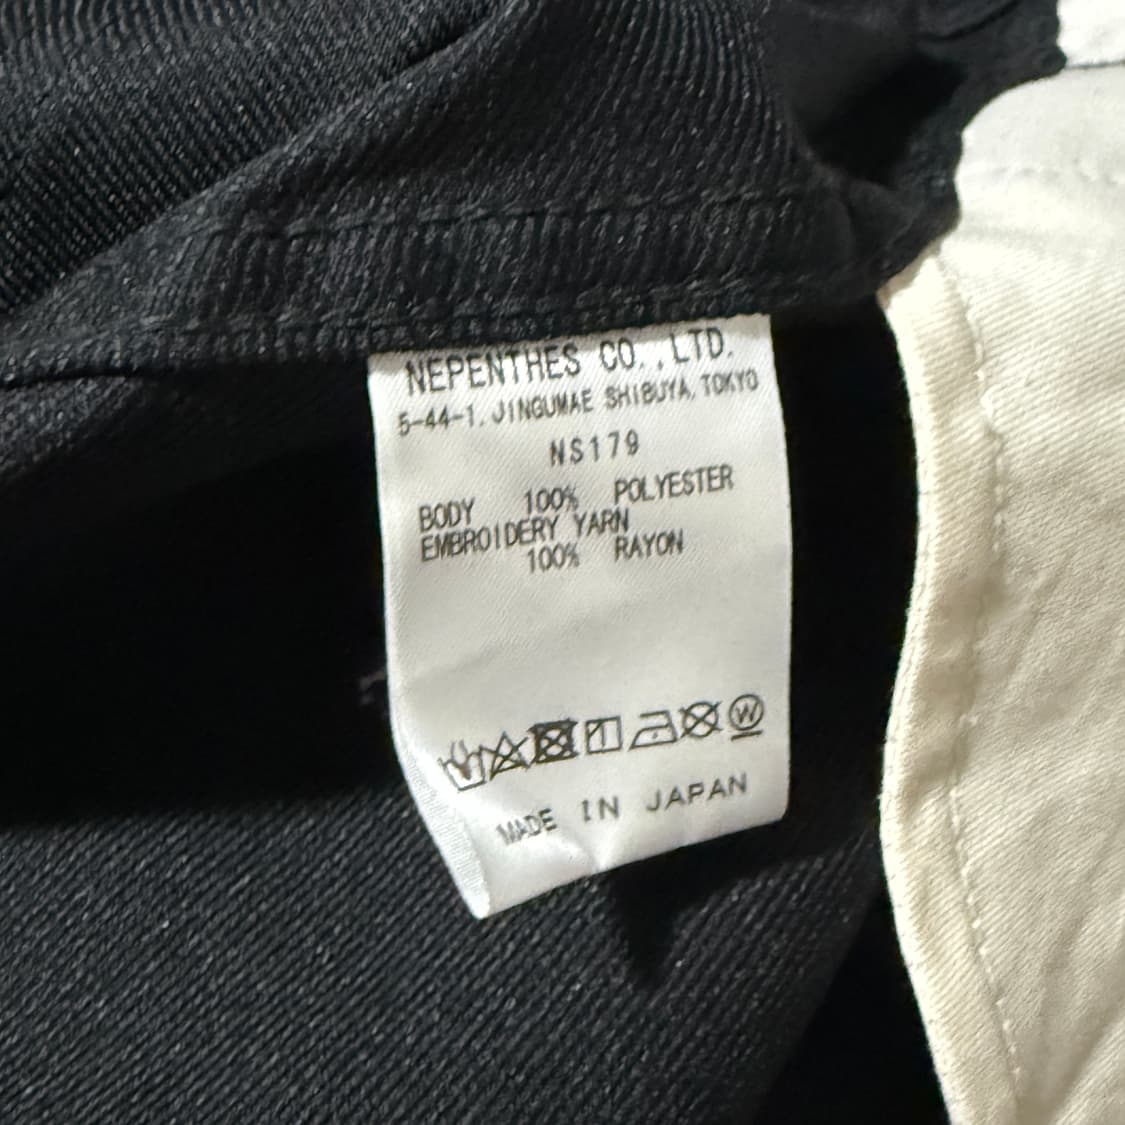 NEPENTHES CO.,LTD.
5-44-1, JINGUMAE SHIBUYA, TOKYO
NS179
BODY 100% POLYESTER
EMBROIDERY YARN
100% RAYON
W
MADE IN JAPAN